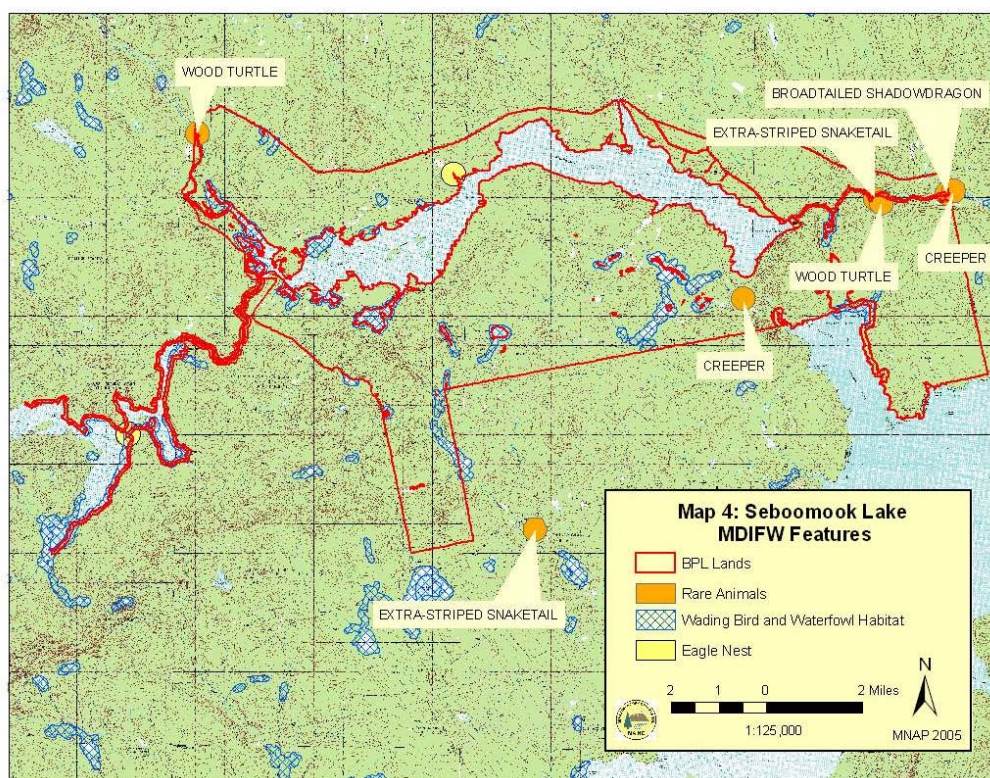 WOOD TURTLE
BROADTAILED SHADOWDRAGON
EXTRA-STRIPED SNAKETAIL
WOOD TURTLE
CREEPER
CREEPER
EXTRA-STRIPED SNAKETAIL
Map 4: Seboomook Lake
MDIFW Features
BPL Lands
Rare Animals
Wading Bird and Waterfowl Habitat
Eagle Nest
2 1 0 2 Miles
1:125,000
N
MNAP 2005